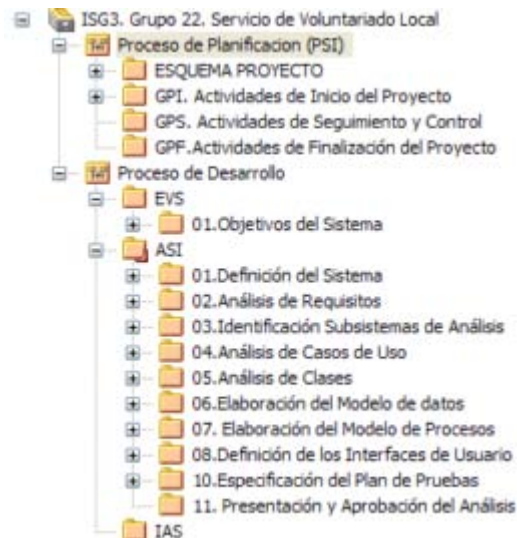 ISG3. Grupo 22. Servicio de Voluntariado Local
Proceso de Planificacion (PSI)
ESQUEMA PROYECTO
GPI. Actividades de Inicio del Proyecto
GPS. Actividades de Seguimiento y Control
GPF.Actividades de Finalización del Proyecto
Proceso de Desarrollo
EVS
01.Objetivos del Sistema
ASI
01.Definición del Sistema
02.Análisis de Requisitos
03.Identificación Subsistemas de Análisis
04.Análisis de Casos de Uso
05.Análisis de Clases
06.Elaboración del Modelo de datos
07. Elaboración del Modelo de Procesos
08.Definición de los Interfaces de Usuario
10.Especificación del Plan de Pruebas
11. Presentación y Aprobación del Análisis
IAS